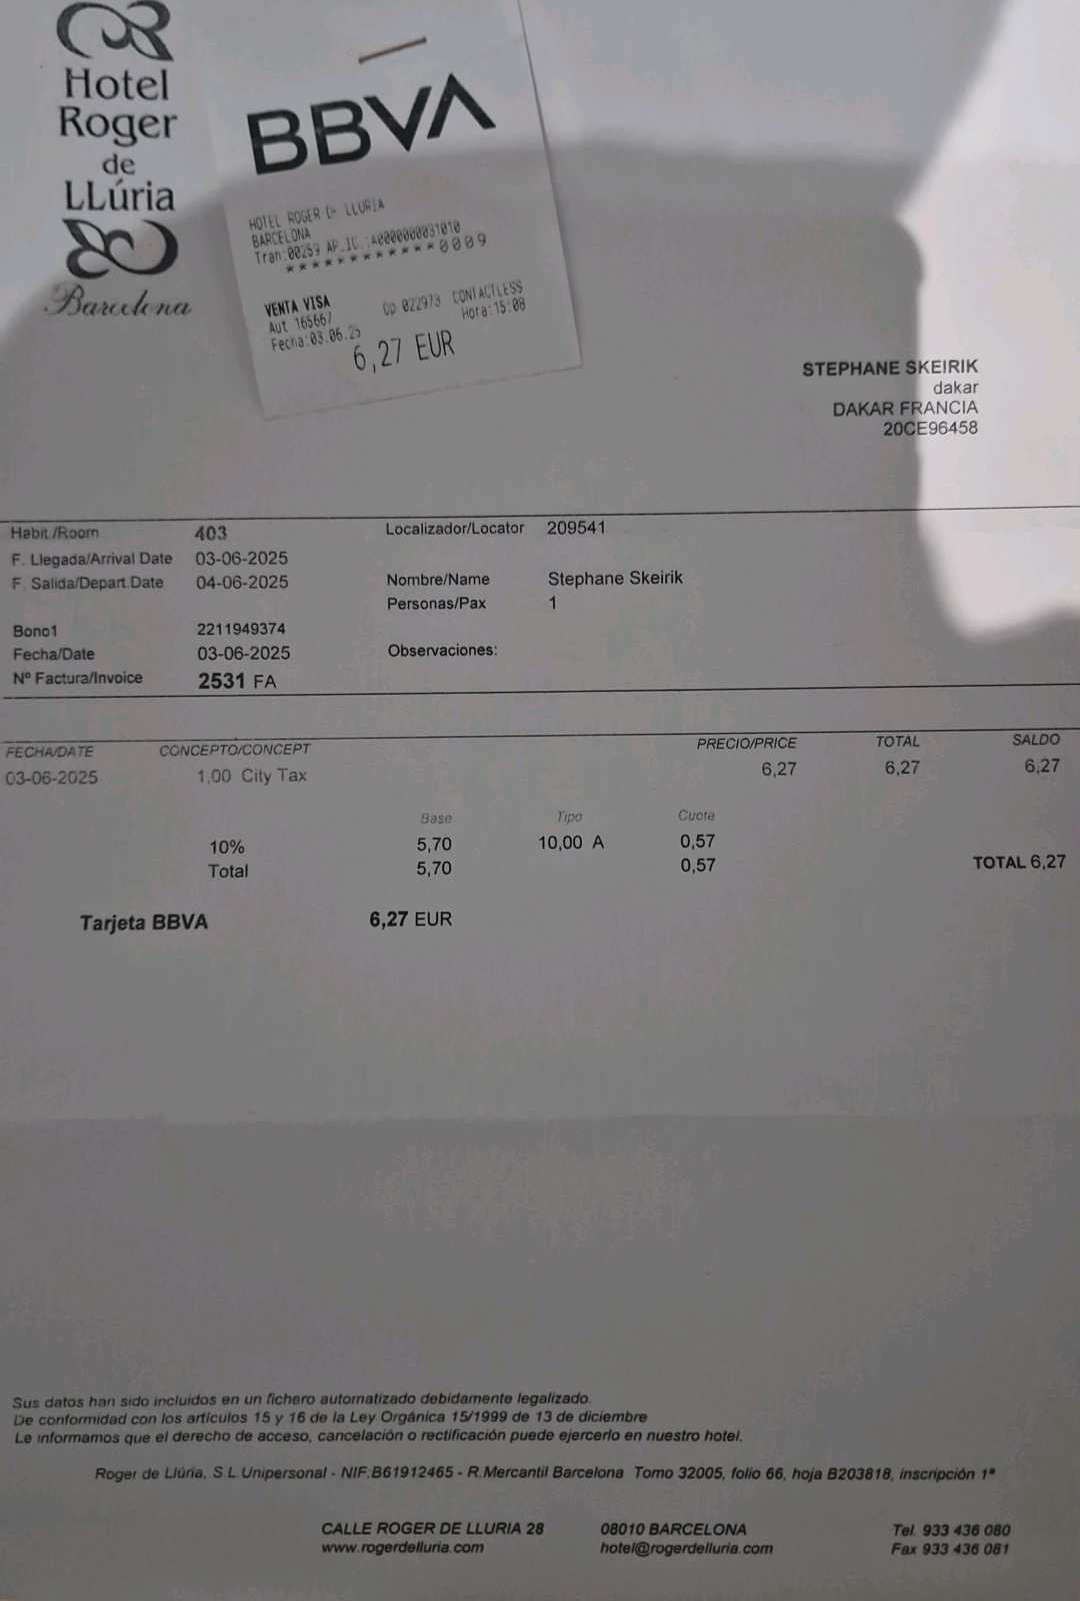 Hotel
Roger
de
LLúria
Barcelona
BBVA
HOTEL ROGER De LLURIA
BARCELONA
Tran:00259 AP.ID.:A0000000031010
************0009
VENTA VISA
Op 022973 CONTACTLESS
Aut 165667
Hora:15:08
Fecha:03.06.25
6,27 EUR
STEPHANE SKEIRIK
dakar
DAKAR FRANCIA
20CE96458
Habit./Room 403 Localizador/Locator 209541
F. Llegada/Arrival Date 03-06-2025
F. Salida/Depart.Date 04-06-2025 Nombre/Name Stephane Skeirik
Personas/Pax 1
Bono1 2211949374
Fecha/Date 03-06-2025 Observaciones:
Nº Factura/Invoice 2531 FA
FECHA/DATE CONCEPTO/CONCEPT PRECIO/PRICE TOTAL SALDO
03-06-2025 1,00 City Tax 6,27 6,27 6,27
Base Tipo Cuota
10% 5,70 10,00 A 0,57
Total 5,70 0,57 TOTAL 6,27
Tarjeta BBVA 6,27 EUR
Sus datos han sido incluidos en un fichero automatizado debidamente legalizado.
De conformidad con los artículos 15 y 16 de la Ley Orgánica 15/1999 de 13 de diciembre
Le informamos que el derecho de acceso, cancelación o rectificación puede ejercerlo en nuestro hotel.
Roger de Llúria, S.L.Unipersonal - NIF.B61912465 - R.Mercantil Barcelona Tomo 32005, folio 66, hoja B203818, inscripción 1ª
CALLE ROGER DE LLURIA 28 08010 BARCELONA Tel. 933 436 080
www.rogerdelluria.com hotel@rogerdelluria.com Fax 933 436 081